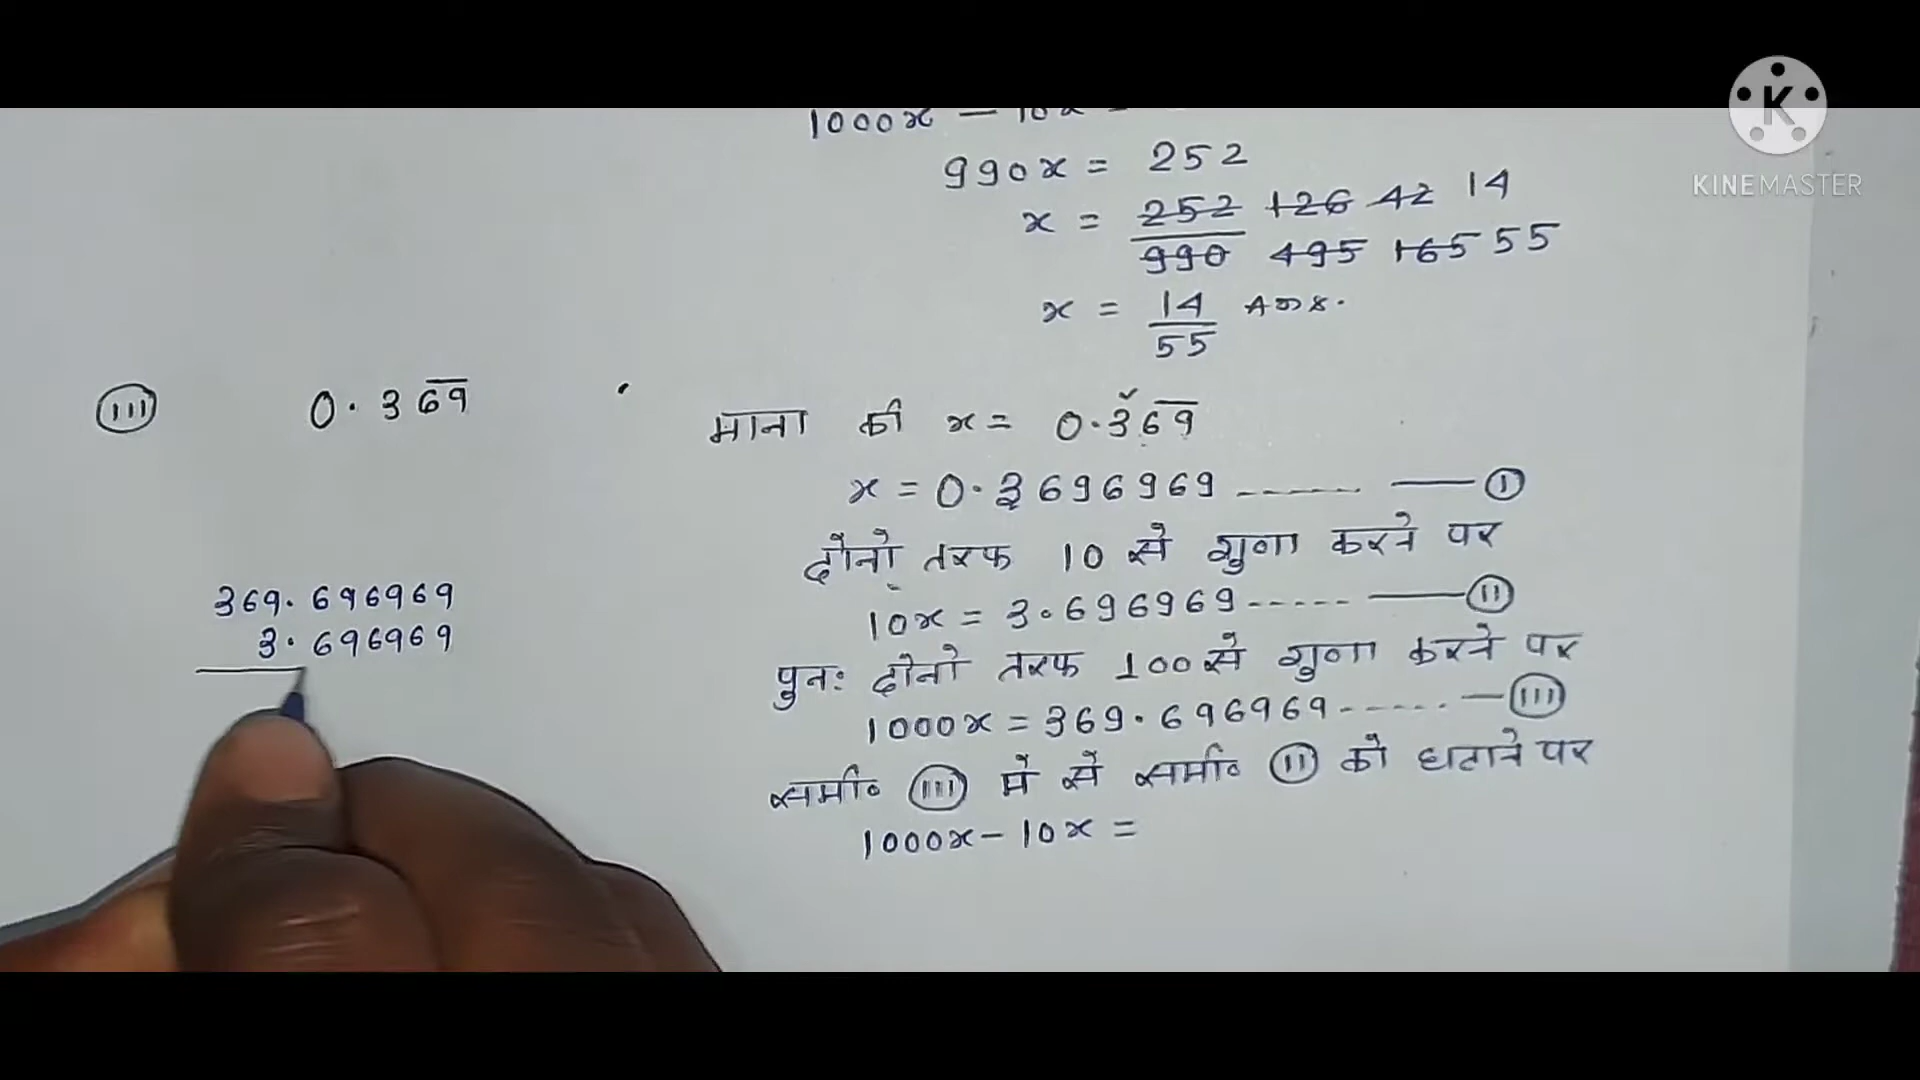 1000x - 10x -
990x = 252
x = 252/990 126/495 42/165 14/55
x = 14/55 Ans.
(III) 0.36̅9̅
माना की x = 0.36̅9̅
x = 0.3696969 ------- —— (I)
दोनो तरफ 10 से गुणा करने पर
10x = 3.696969 ------ —— (II)
पुनः दोनो तरफ 100 से गुणा करने पर
1000x = 369.696969 ------ — (III)
समी॰ (III) में से समी॰ (II) को घटाने पर
1000x - 10x =
369.696969
3.696969
K
KINEMASTER